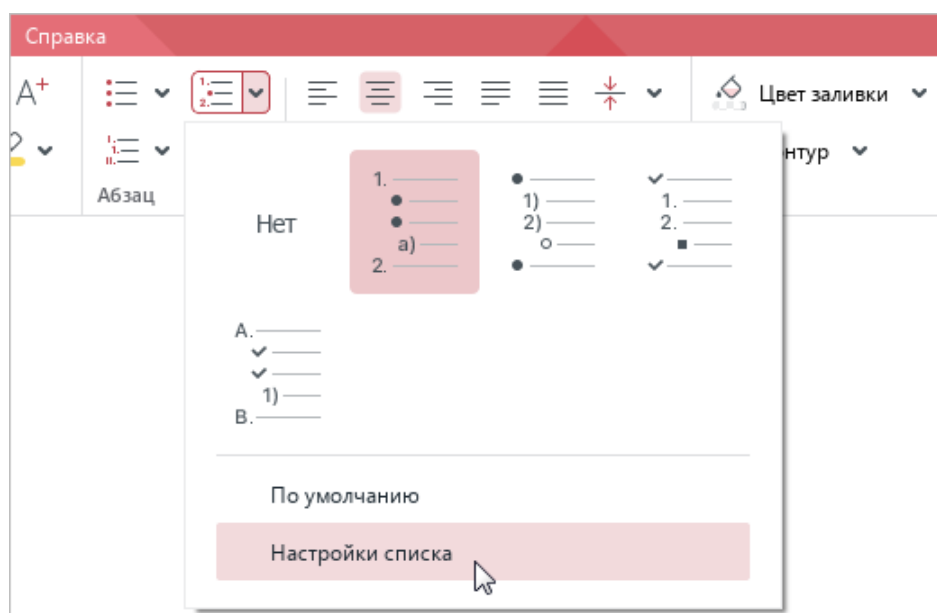 Справка
A+
Цвет заливки
нтур
Абзац
Нет
1.
a)
2.
1)
2)
1.
2.
A.
1)
B.
По умолчанию
Настройки списка